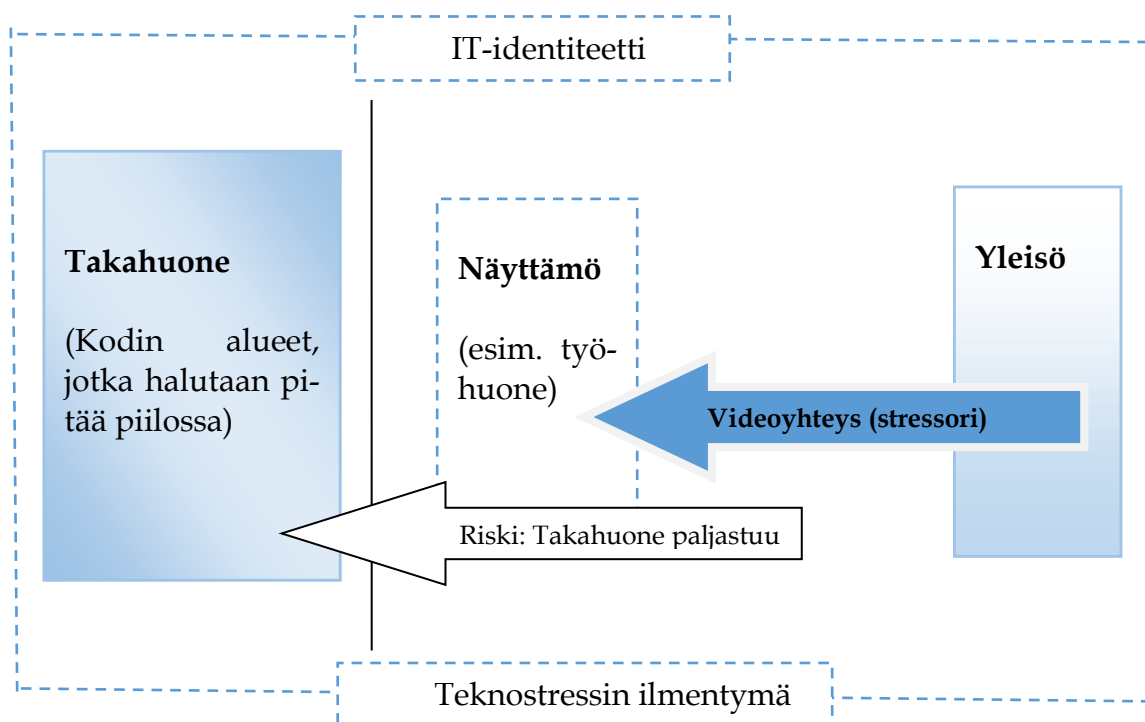 IT-identiteetti
Takahuone
(Kodin alueet,
jotka halutaan pi-
tää piilossa)
Näyttämö
(esim. työ-
huone)
Yleisö
Videoyhteys (stressori)
Riski: Takahuone paljastuu
Teknostressin ilmentymä